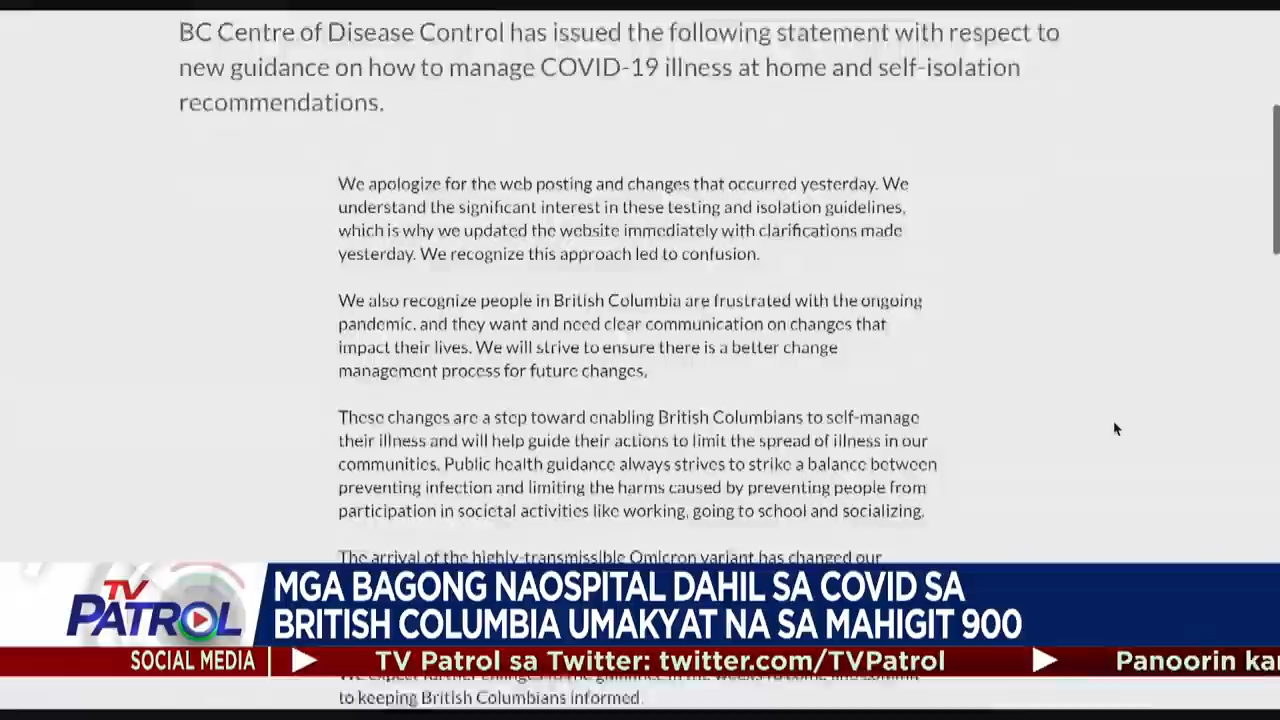 BC Centre of Disease Control has issued the following statement with respect to
new guidance on how to manage COVID-19 illness at home and self-isolation
recommendations.
We apologize for the web posting and changes that occurred yesterday. We
understand the significant interest in these testing and isolation guidelines,
which is why we updated the website immediately with clarifications made
yesterday. We recognize this approach led to confusion.
We also recognize people in British Columbia are frustrated with the ongoing
pandemic, and they want and need clear communication on changes that
impact their lives. We will strive to ensure there is a better change
management process for future changes.
These changes are a step toward enabling British Columbians to self-manage
their illness and will help guide their actions to limit the spread of illness in our
communities. Public health guidance always strives to strike a balance between
preventing infection and limiting the harms caused by preventing people from
participation in societal activities like working, going to school and socializing.
The arrival of the highly-transmissible Omicron variant has changed our
TV
PATROL
MGA BAGONG NAOSPITAL DAHIL SA COVID SA
BRITISH COLUMBIA UMAKYAT NA SA MAHIGIT 900
SOCIAL MEDIA
TV Patrol sa Twitter: twitter.com/TVPatrol
Panoorin
to keeping British Columbians informed.